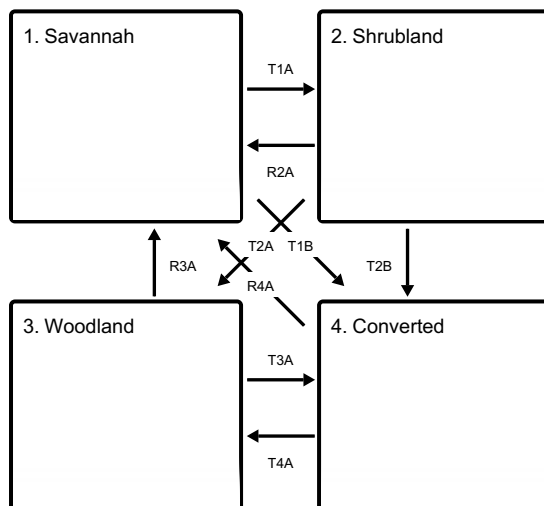 1. Savannah
2. Shrubland
T1A
R2A
T2A
T1B
R3A
T2B
R4A
3. Woodland
4. Converted
T3A
T4A